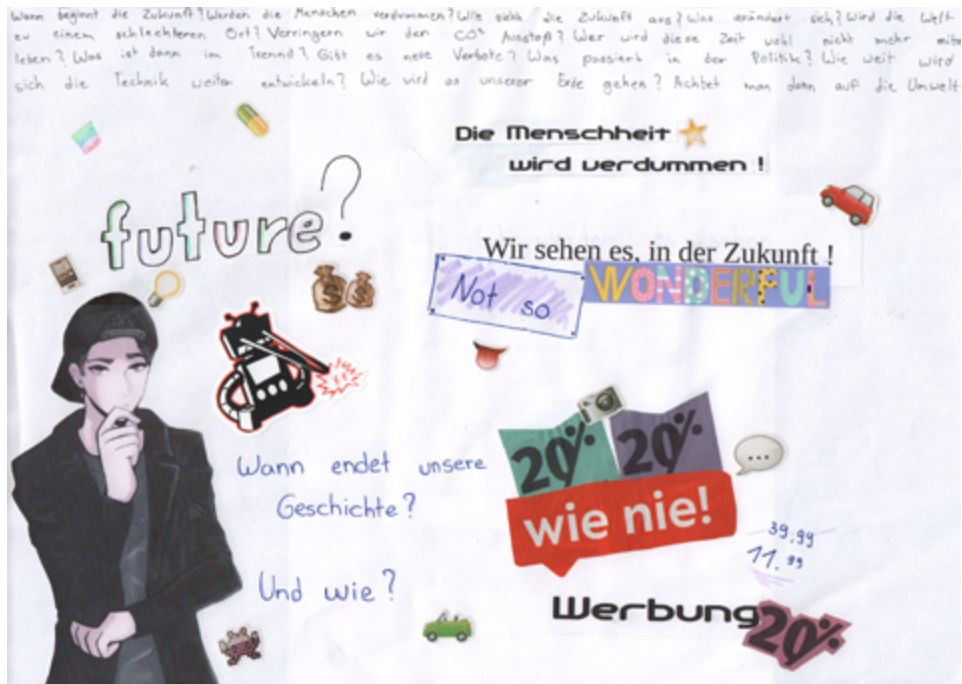 Wann beginnt die Zukunft? Werden die Menschen verdummen? Wie sieht die Zukunft aus? Was verändert sich? Wird die Welt
zu einem schlechteren Ort? Verringern wir den CO² Ausstoß? Wer wird diese Zeit wohl nicht mehr mite
leben? Was ist dann im Trennd? Gibt es neue Verbote? Was passiert in der Politik? Wie weit wird
sich die Technik weiter entwickeln? Wie wird es unserer Erde gehen? Achtet man dann auf die Umwelt
Die Menschheit
wird verdummen !
future?
Wir sehen es, in der Zukunft !
Not so WONDERFUL
20% 20%
wie nie!
Wann endet unsere
Geschichte?
39.99
11.99
Und wie?
Werbung 20%